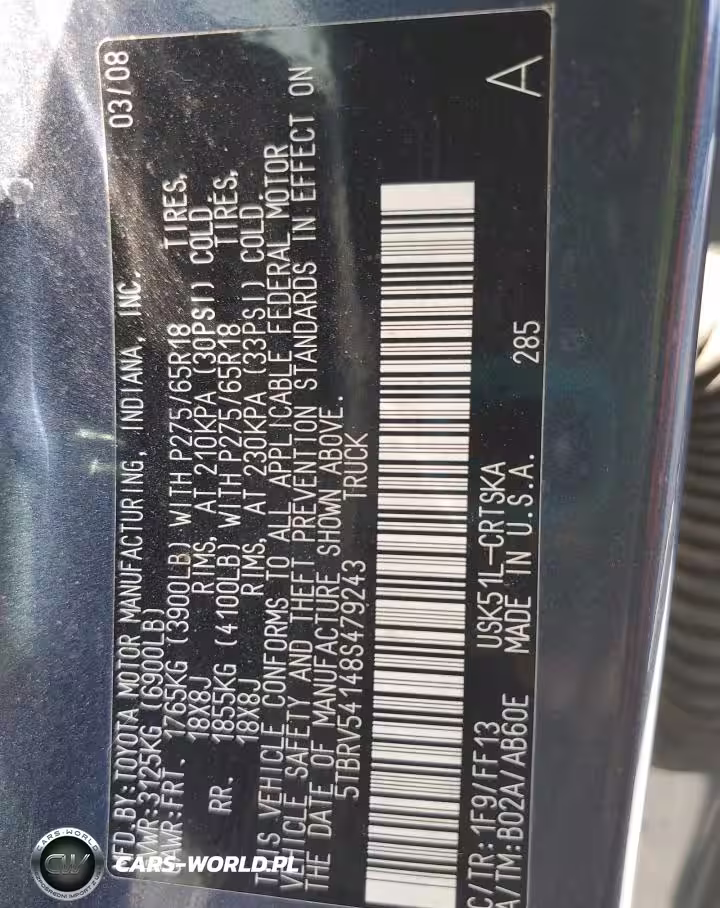 MFD.BY:TOYOTA MOTOR MANUFACTURING, INDIANA, INC. 03/08
GVWR:3125KG (6900LB)
GAWR:FRT. 1765KG (3900LB) WITH P275/65R18 TIRES,
18X8J RIMS, AT 210KPA (30PSI) COLD.
RR. 1855KG (4100LB) WITH P275/65R18 TIRES,
18X8J RIMS, AT 230KPA (33PSI) COLD.
THIS VEHICLE CONFORMS TO ALL APPLICABLE FEDERAL MOTOR
VEHICLE SAFETY AND THEFT PREVENTION STANDARDS IN EFFECT ON
THE DATE OF MANUFACTURE SHOWN ABOVE.
5TBRV54148S479243 TRUCK
C/TR:1F9/FF13 USK51L-CRTSKA
A/TM:B02A/AB60E MADE IN U.S.A. 285 A
CARS-WORLD.PL
CW